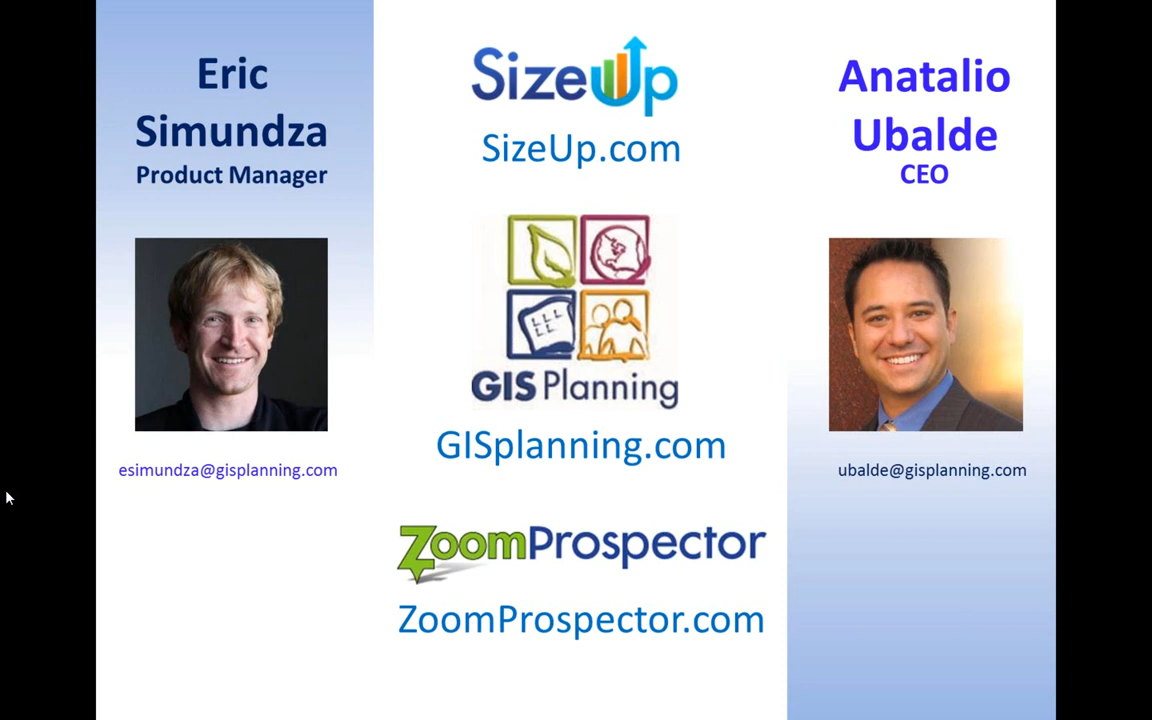 Eric
Simundza
Product Manager
esimundza@gisplanning.com
SizeUp
SizeUp.com
GIS Planning
GISplanning.com
ZoomProspector
ZoomProspector.com
Anatalio
Ubalde
CEO
ubalde@gisplanning.com